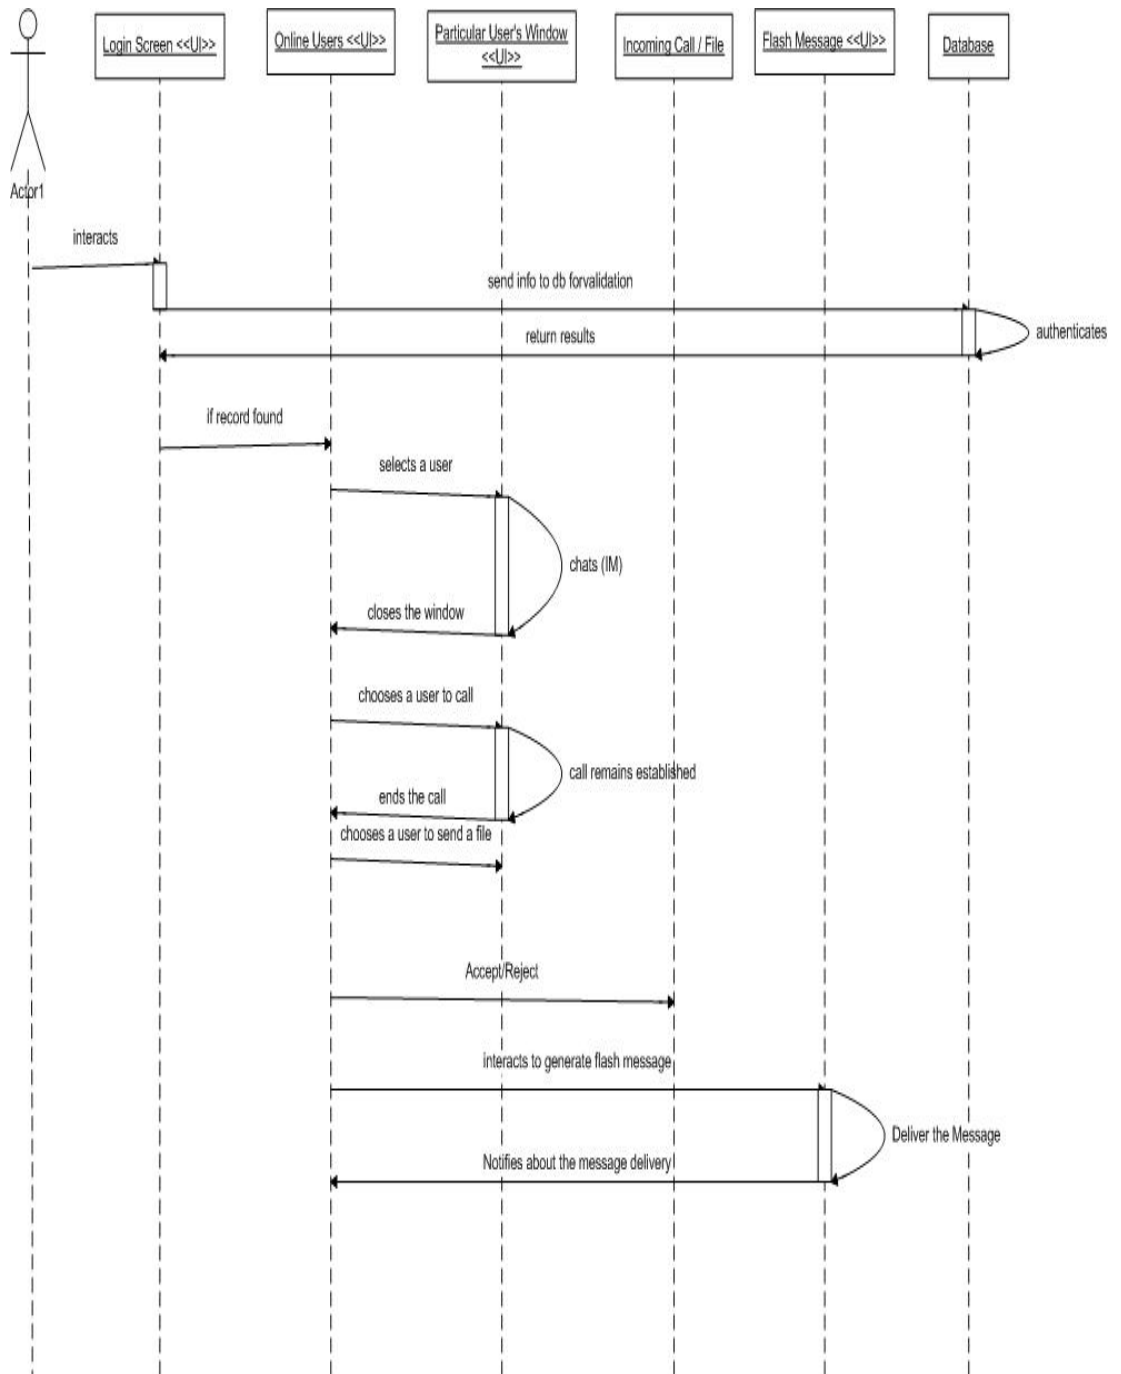 Login Screen <<UI>>
Online Users <<UI>>
Particular User's Window
<<UI>>
Incoming Call / File
Flash Message <<UI>>
Database
Actor1
interacts
send info to db forvalidation
return results
authenticates
if record found
selects a user
chats (IM)
closes the window
chooses a user to call
call remains established
ends the call
chooses a user to send a file
Accept/Reject
interacts to generate flash message
Deliver the Message
Notifies about the message delivery